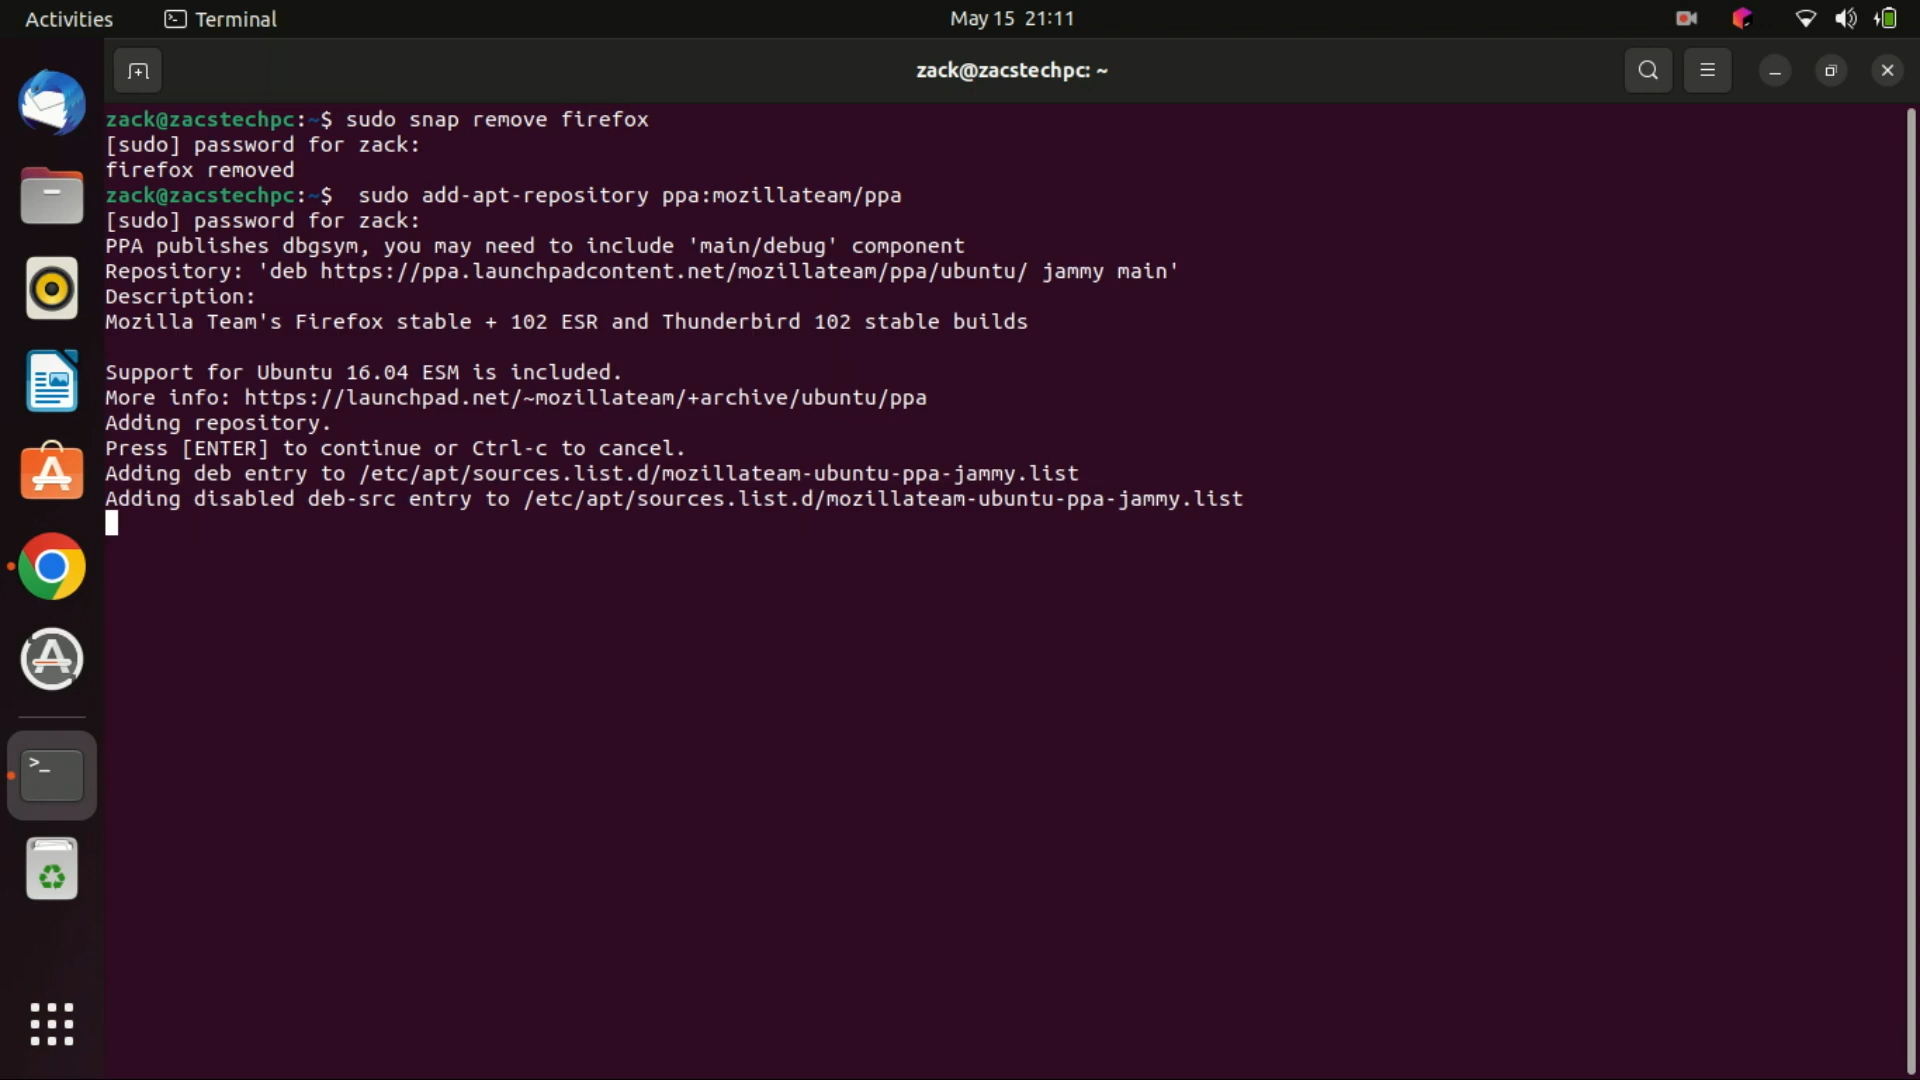 Activities Terminal May 15 21:11
zack@zacstechpc: ~
zack@zacstechpc:~$ sudo snap remove firefox
[sudo] password for zack:
firefox removed
zack@zacstechpc:~$  sudo add-apt-repository ppa:mozillateam/ppa
[sudo] password for zack:
PPA publishes dbgsym, you may need to include 'main/debug' component
Repository: 'deb https://ppa.launchpadcontent.net/mozillateam/ppa/ubuntu/ jammy main'
Description:
Mozilla Team's Firefox stable + 102 ESR and Thunderbird 102 stable builds
Support for Ubuntu 16.04 ESM is included.
More info: https://launchpad.net/~mozillateam/+archive/ubuntu/ppa
Adding repository.
Press [ENTER] to continue or Ctrl-c to cancel.
Adding deb entry to /etc/apt/sources.list.d/mozillateam-ubuntu-ppa-jammy.list
Adding disabled deb-src entry to /etc/apt/sources.list.d/mozillateam-ubuntu-ppa-jammy.list